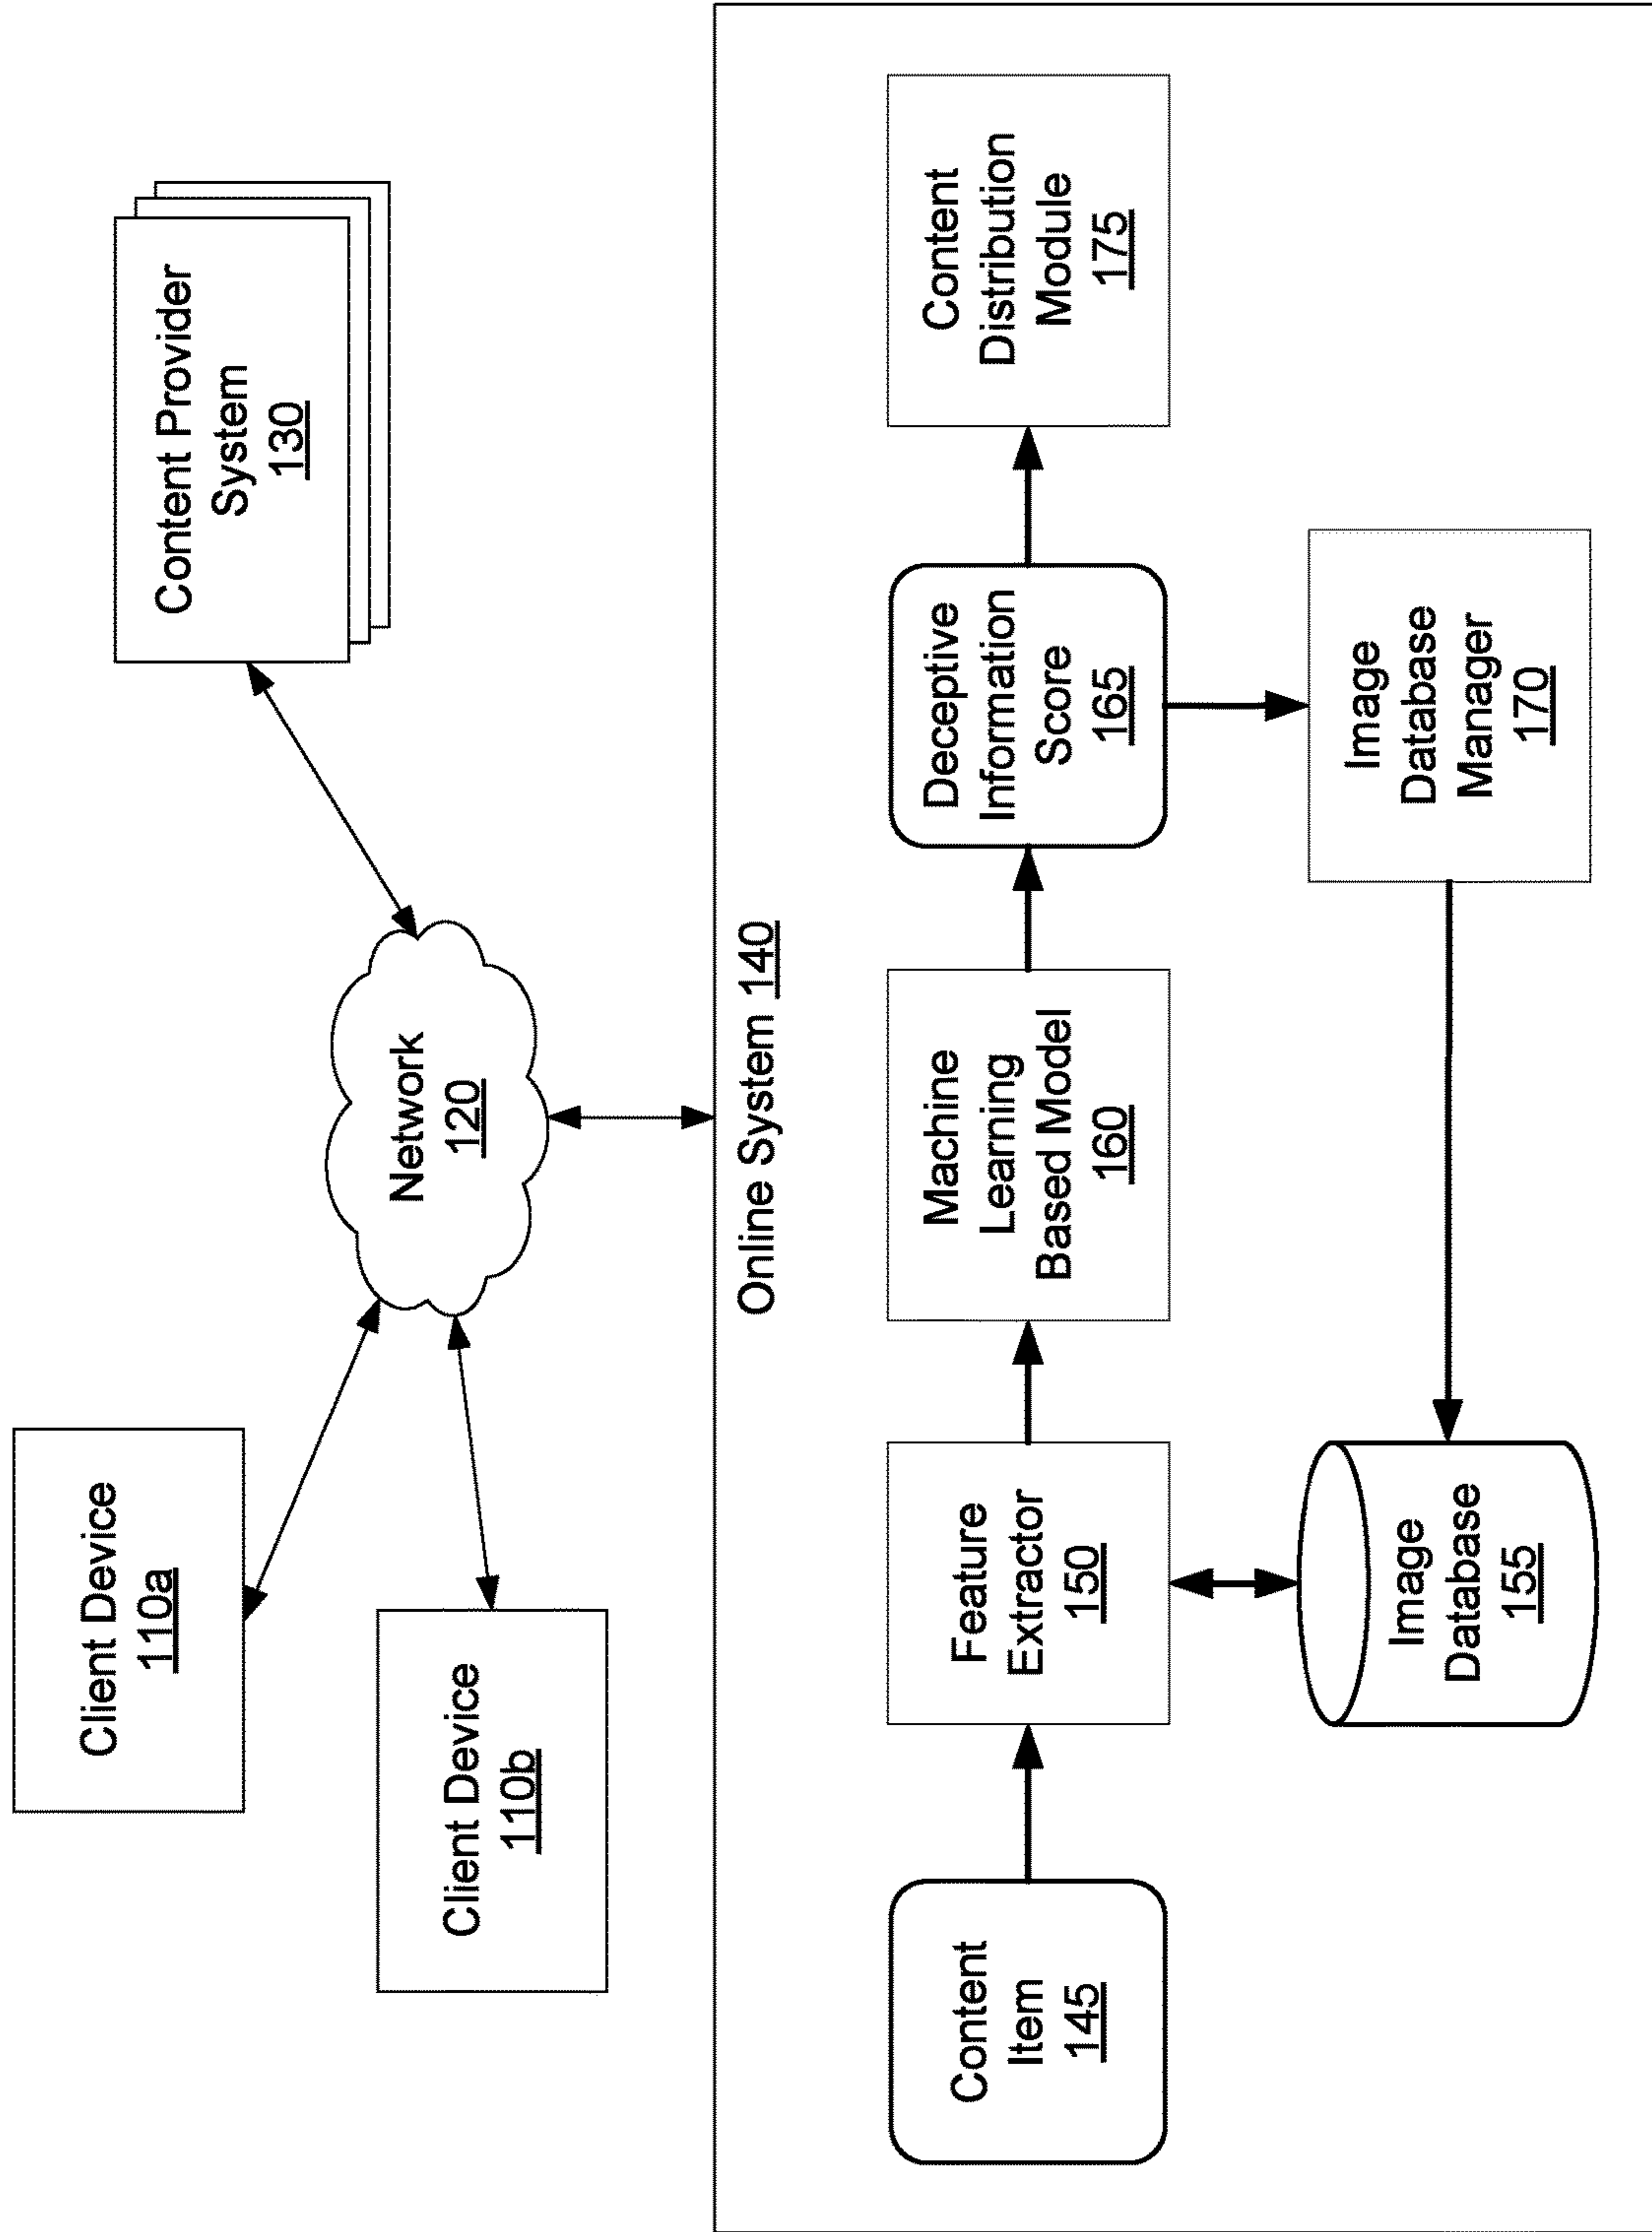 Client Device
110a
Client Device
110b
Network
120
Content Provider
System
130
Online System 140
Content
Item
145
Feature
Extractor
150
Machine
Learning
Based Model
160
Deceptive
Information
Score
165
Content
Distribution
Module
175
Image
Database
155
Image
Database
Manager
170